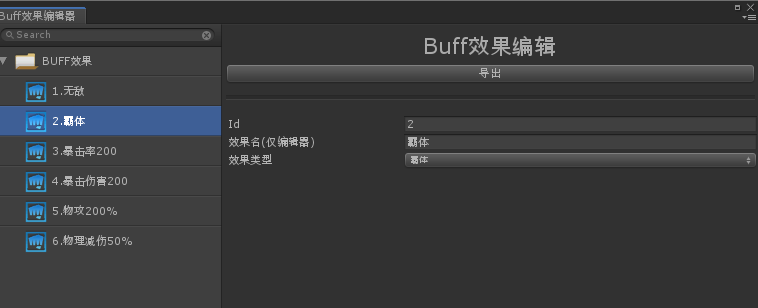 Buff效果编辑器
Search
BUFF效果
1.无敌
2.霸体
3.暴击率200
4.暴击伤害200
5.物攻200%
6.物理减伤50%
Buff效果编辑
导出
Id
2
效果名(仅编辑器)
霸体
效果类型
霸体